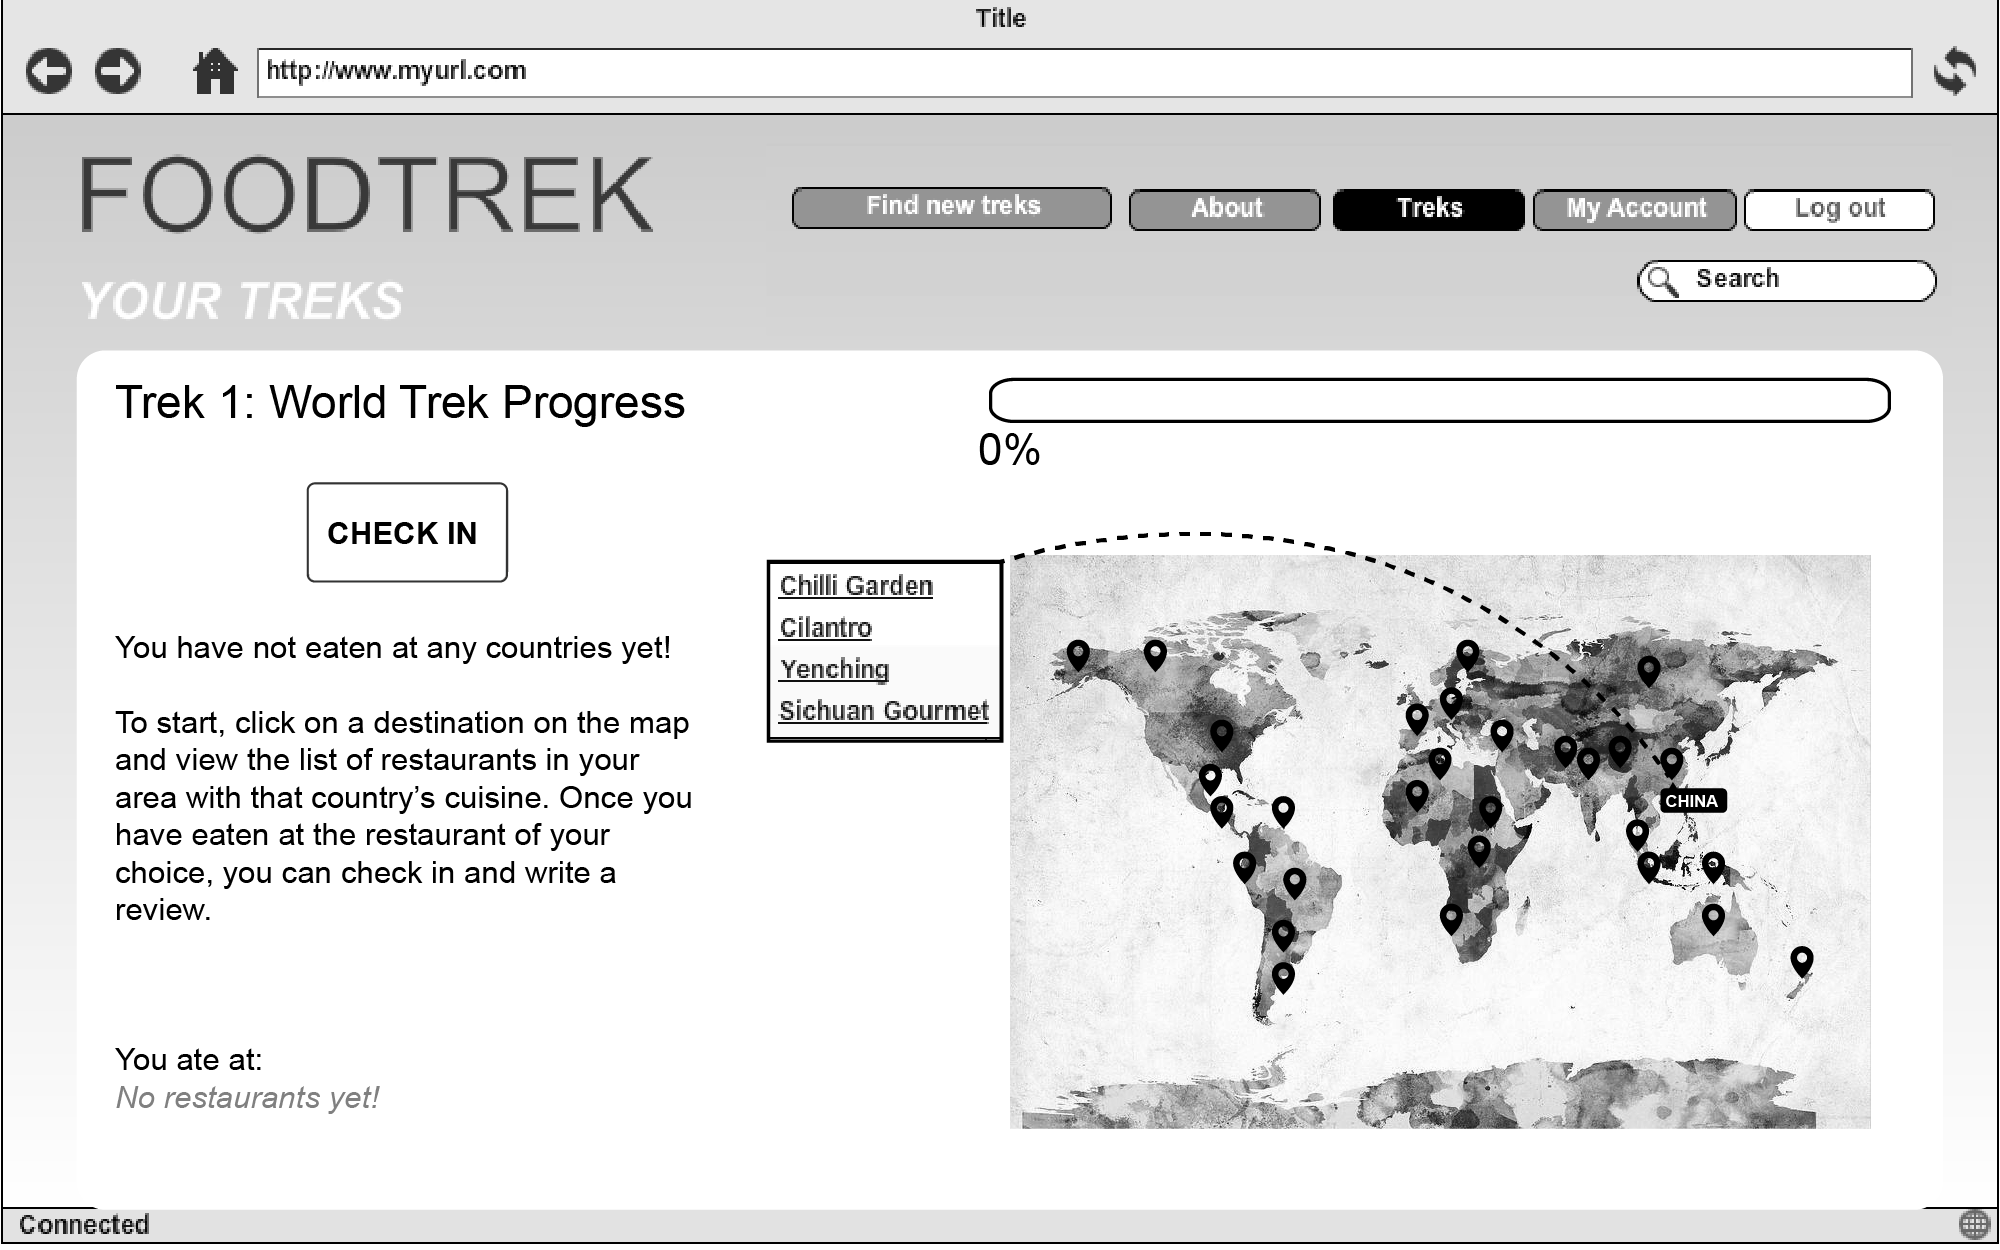 Title
http://www.myurl.com
FOODTREK
Find new treks
About
Treks
My Account
Log out
Search
YOUR TREKS
Trek 1: World Trek Progress
0%
CHECK IN
Chilli Garden
Cilantro
Yenching
Sichuan Gourmet
CHINA
You have not eaten at any countries yet!
To start, click on a destination on the map
and view the list of restaurants in your
area with that country’s cuisine. Once you
have eaten at the restaurant of your
choice, you can check in and write a
review.
You ate at:
No restaurants yet!
Connected